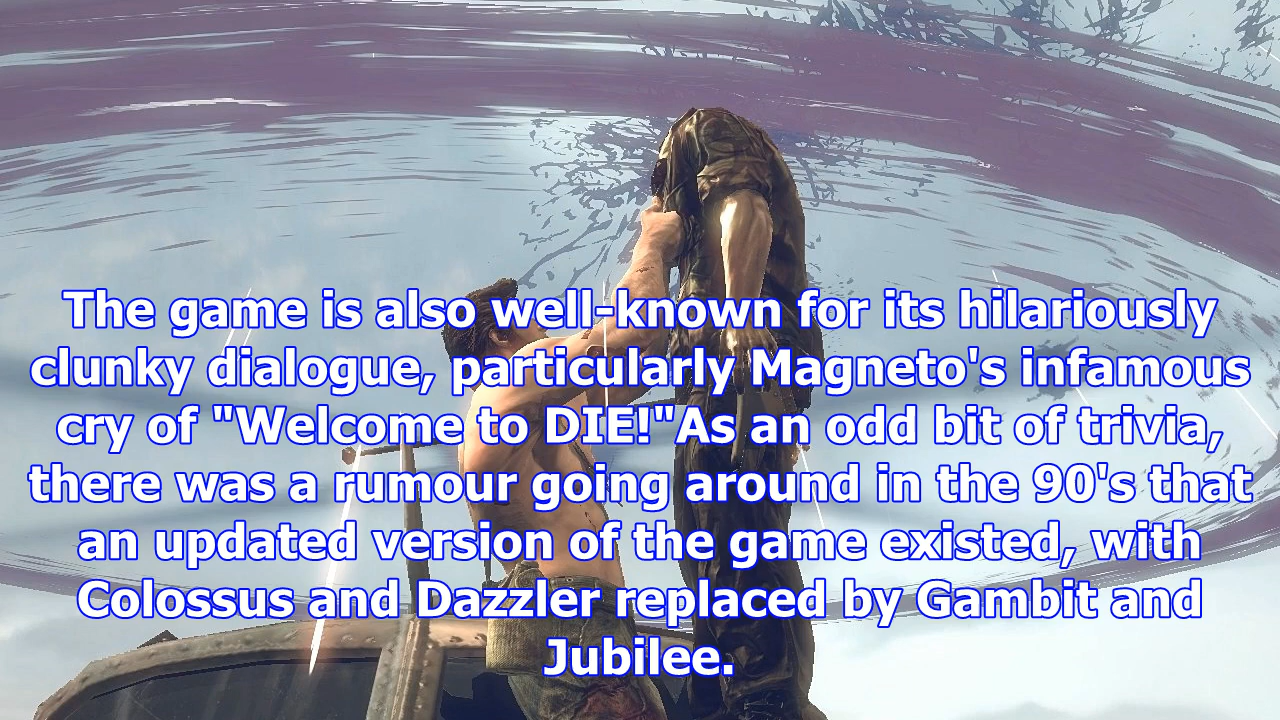 The game is also well-known for its hilariously
clunky dialogue, particularly Magneto's infamous
cry of "Welcome to DIE!"As an odd bit of trivia,
there was a rumour going around in the 90's that
an updated version of the game existed, with
Colossus and Dazzler replaced by Gambit and
Jubilee.